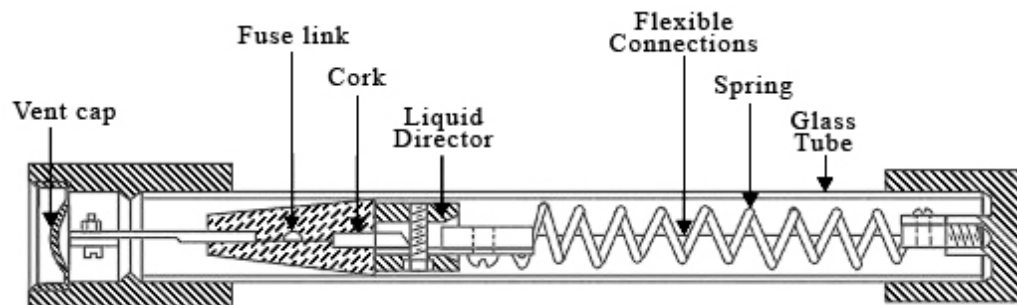 Vent cap
Fuse link
Cork
Liquid
Director
Flexible
Connections
Spring
Glass
Tube